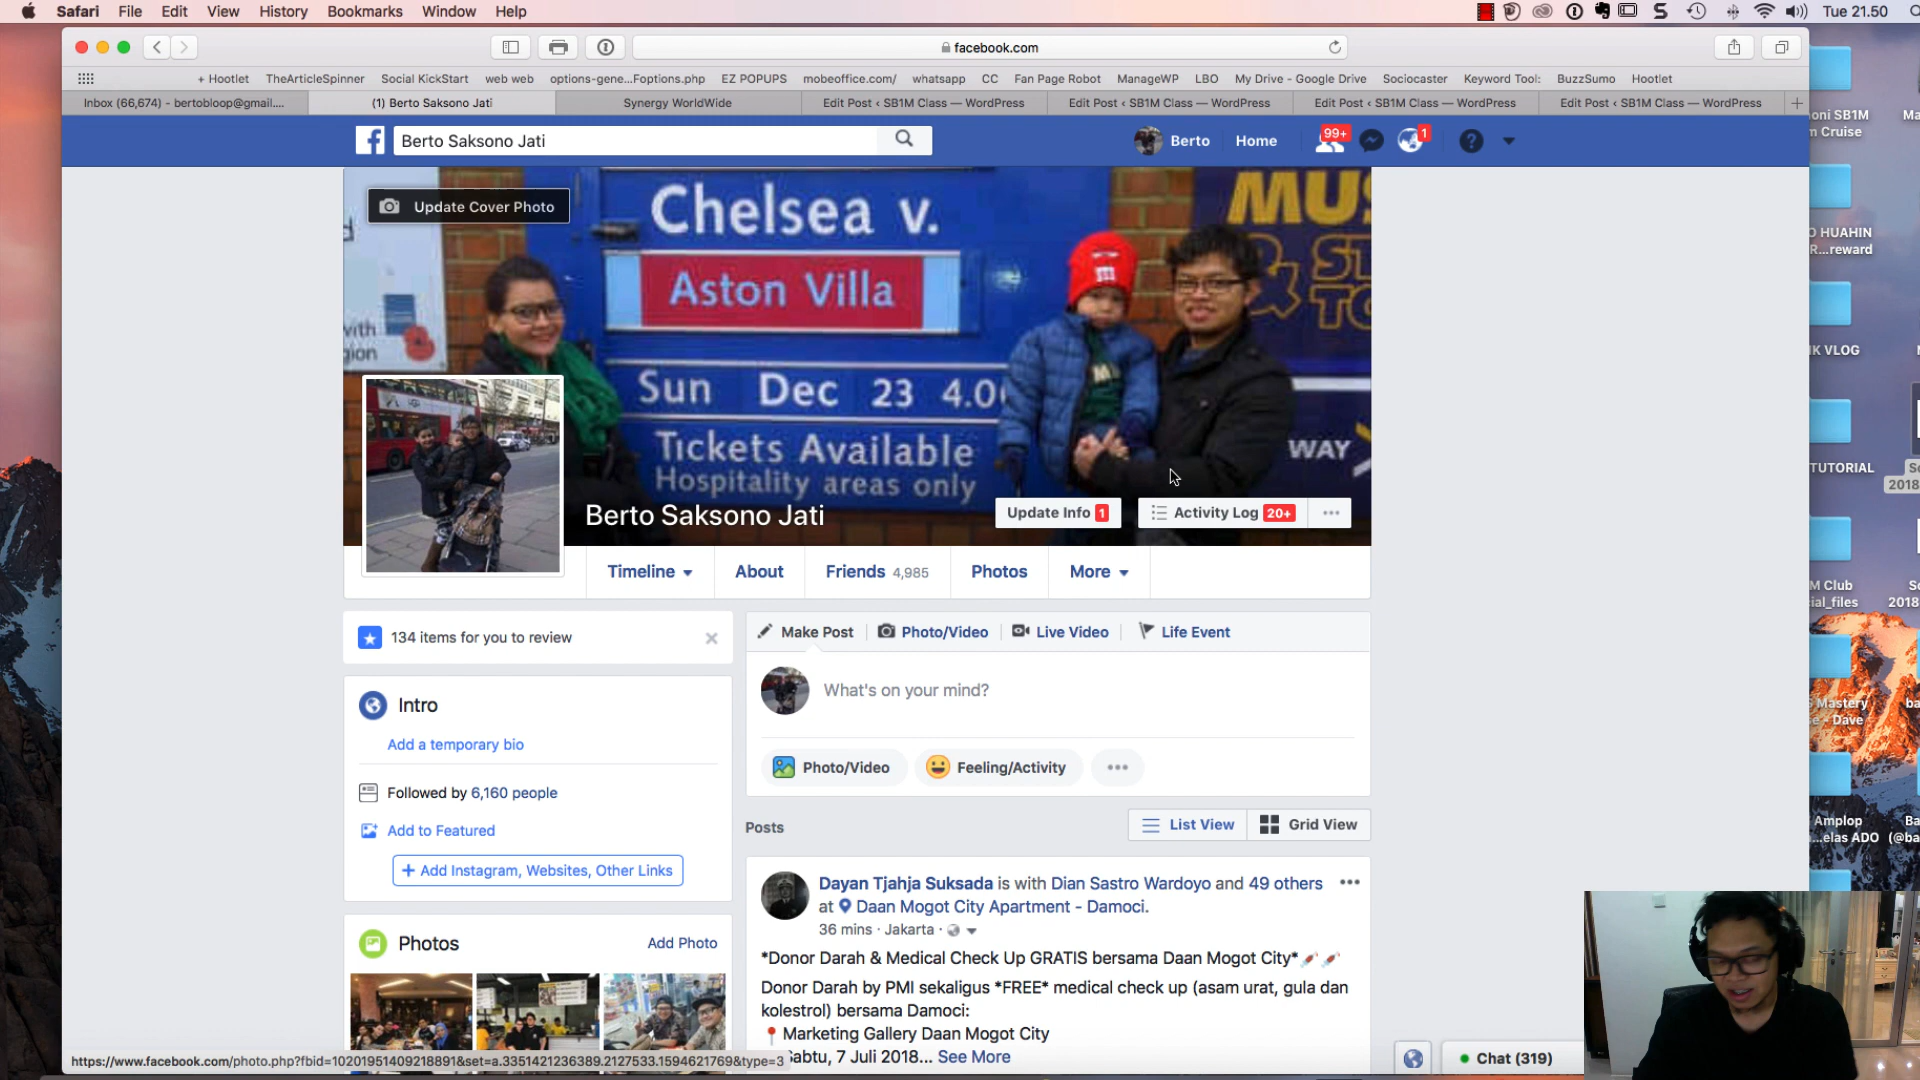 Safari File Edit View History Bookmarks Window Help
Tue 21.50
facebook.com
+ Hootlet TheArticleSpinner Social KickStart web web options-gene...Foptions.php EZ POPUPS mobeoffice.com/ whatsapp CC Fan Page Robot ManageWP LBO My Drive - Google Drive Sociocaster Keyword Tool: BuzzSumo Hootlet
Inbox (66,674) - bertobloop@gmail.... (1) Berto Saksono Jati Synergy WorldWide Edit Post ‹ SB1M Class — WordPress Edit Post ‹ SB1M Class — WordPress Edit Post ‹ SB1M Class — WordPress Edit Post ‹ SB1M Class — WordPress
Berto Saksono Jati
Berto Home 99+ 1
Update Cover Photo
Chelsea v.
Aston Villa
Sun Dec 23 4.0
Tickets Available
Hospitality areas only
MUS
WAY
with
Berto Saksono Jati
Update Info 1 Activity Log 20+
Timeline About Friends 4,985 Photos More
134 items for you to review
Intro
Add a temporary bio
Followed by 6,160 people
Add to Featured
+ Add Instagram, Websites, Other Links
Photos Add Photo
Make Post Photo/Video Live Video Life Event
What's on your mind?
Photo/Video Feeling/Activity
Posts
List View Grid View
Dayan Tjahja Suksada is with Dian Sastro Wardoyo and 49 others
at Daan Mogot City Apartment - Damoci.
36 mins · Jakarta ·
*Donor Darah & Medical Check Up GRATIS bersama Daan Mogot City*
Donor Darah by PMI sekaligus *FREE* medical check up (asam urat, gula dan
kolestrol) bersama Damoci:
Marketing Gallery Daan Mogot City
Sabtu, 7 Juli 2018... See More
https://www.facebook.com/photo.php?fbid=10201951409218891&set=a.3351421236389.2127533.1594621769&type=3
Chat (319)
oni SB1M
n Cruise
O HUAHIN
R...reward
IK VLOG
TUTORIAL
2018
M Club
ial_files
2018
Mastery
e - Dave
Amplop
...elas ADO